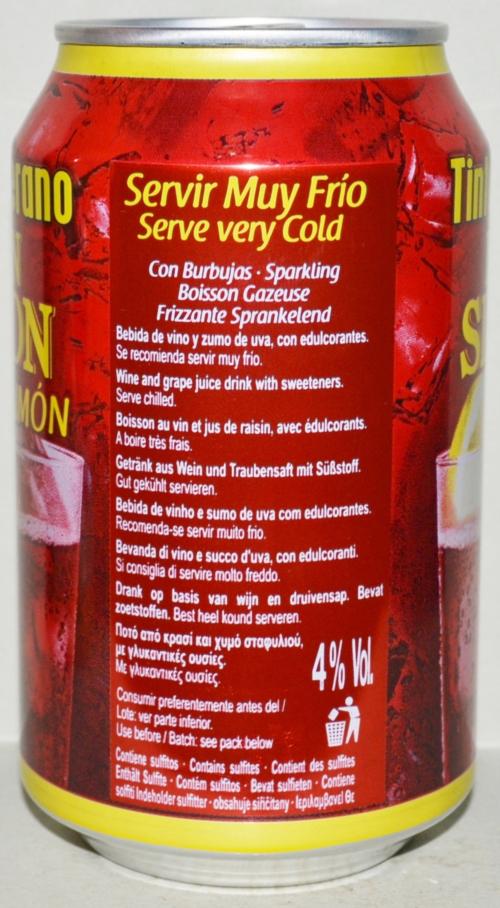 rano
Tin
N
ON
MÓN
S
Servir Muy Frío
Serve very Cold
Con Burbujas · Sparkling
Boisson Gazeuse
Frizzante Sprankelend
Bebida de vino y zumo de uva, con edulcorantes.
Se recomienda servir muy frío.
Wine and grape juice drink with sweeteners.
Serve chilled.
Boisson au vin et jus de raisin, avec édulcorants.
A boire très frais.
Getränk aus Wein und Traubensaft mit Süßstoff.
Gut gekühlt servieren.
Bebida de vinho e sumo de uva com edulcorantes.
Recomenda-se servir muito frio.
Bevanda di vino e succo d'uva, con edulcoranti.
Si consiglia di servire molto freddo.
Drank op basis van wijn en druivensap. Bevat
zoetstoffen. Best heel kound serveren.
Ποτό από κρασί και χυμό σταφυλιού,
με γλυκαντικές ουσίες.
Με γλυκαντικές ουσίες.
4% Vol.
Consumir preferentemente antes del /
Lote: ver parte inferior.
Use before / Batch: see pack below
Contiene sulfitos · Contains sulfites · Contient des sulfites
Enthält Sulfite · Contém sulfitos · Bevat sulfieten · Contiene
solfiti Indeholder sulfitter · obsahuje siřičitany